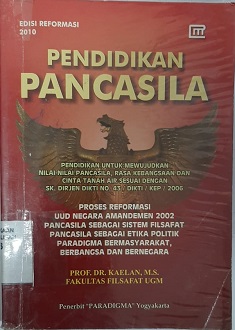 EDISI REFORMASI
2010
PENDIDIKAN
PANCASILA
PENDIDIKAN UNTUK MEWUJUDKAN
NILAI-NILAI PANCASILA, RASA KEBANGSAAN DAN
CINTA TANAH AIR SESUAI DENGAN
SK. DIRJEN DIKTI NO. 43 / DIKTI / KEP / 2006
PROSES REFORMASI
UUD NEGARA AMANDEMEN 2002
PANCASILA SEBAGAI SISTEM FILSAFAT
PANCASILA SEBAGAI ETIKA POLITIK
PARADIGMA BERMASYARAKAT,
BERBANGSA DAN BERNEGARA
PROF. DR. KAELAN, M.S.
FAKULTAS FILSAFAT UGM
Penerbit "PARADIGMA" Yogyakarta